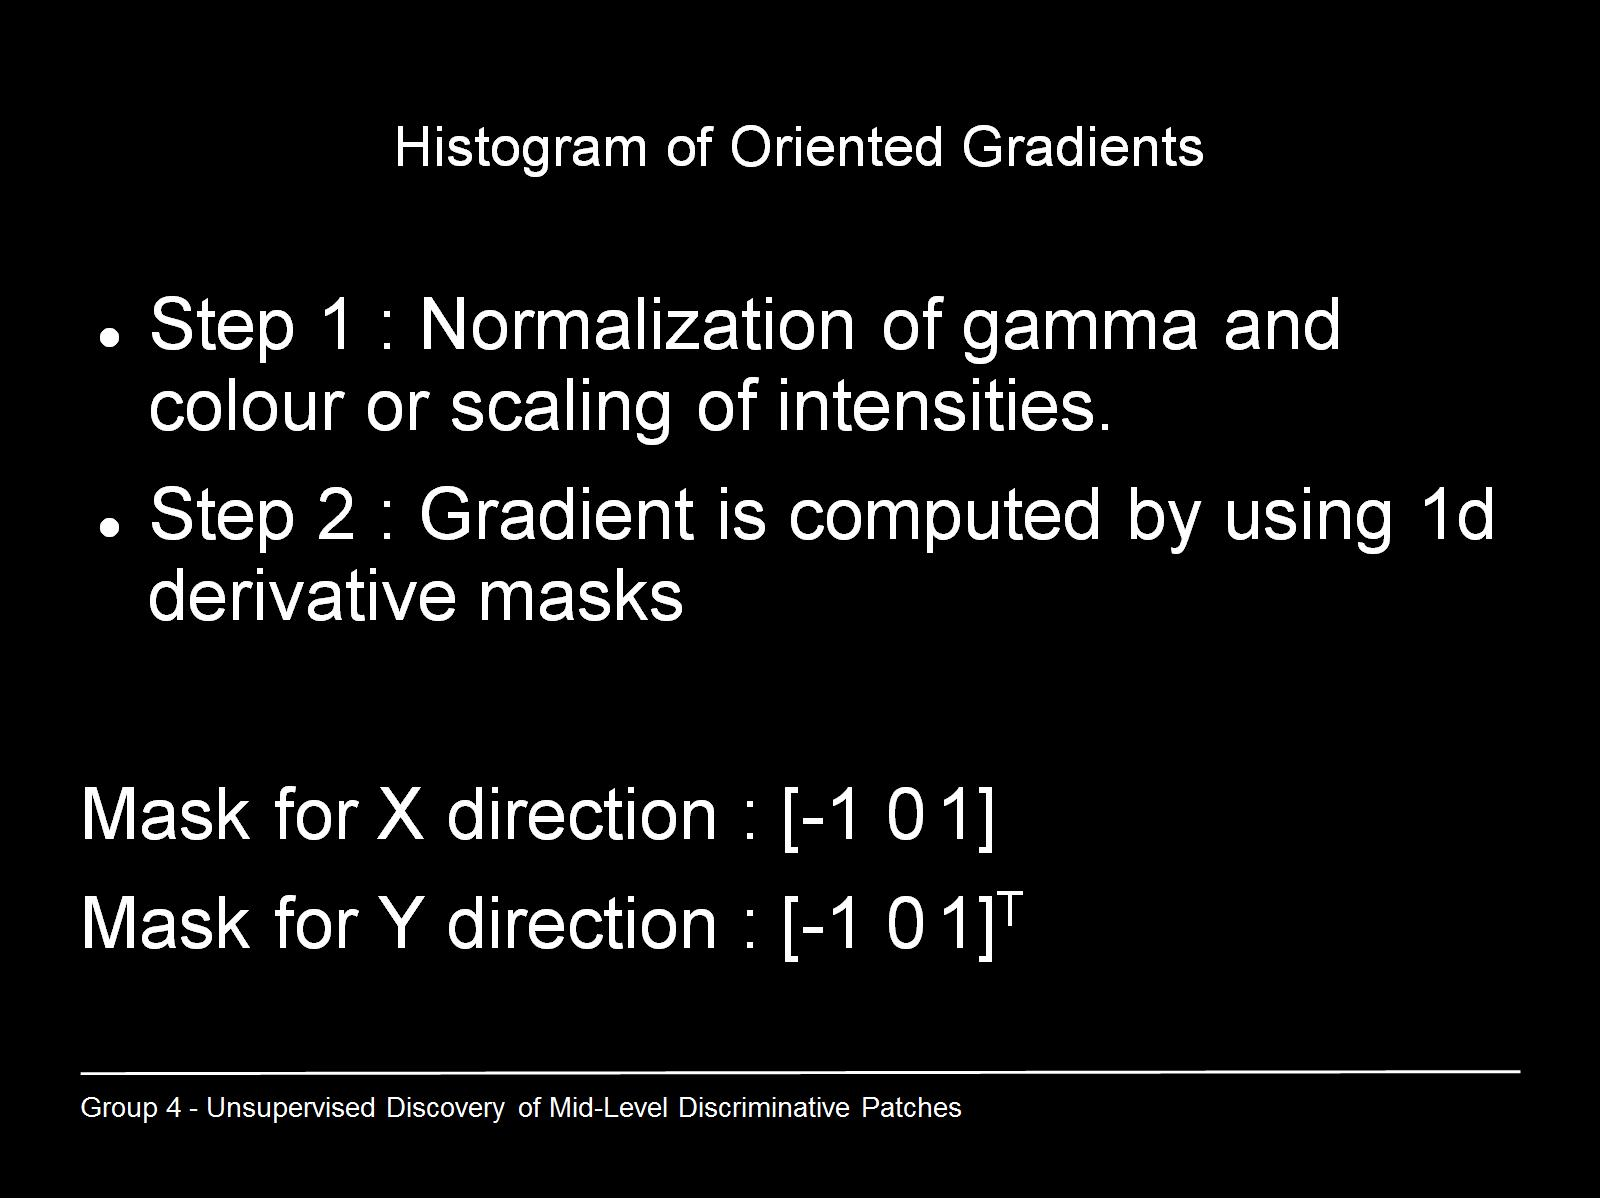 Histogram of Oriented Gradients
● Step 1 : Normalization of gamma and
colour or scaling of intensities.
● Step 2 : Gradient is computed by using 1d
derivative masks
Mask for X direction : [-1 0 1]
Mask for Y direction : [-1 0 1]ᵀ
Group 4 - Unsupervised Discovery of Mid-Level Discriminative Patches